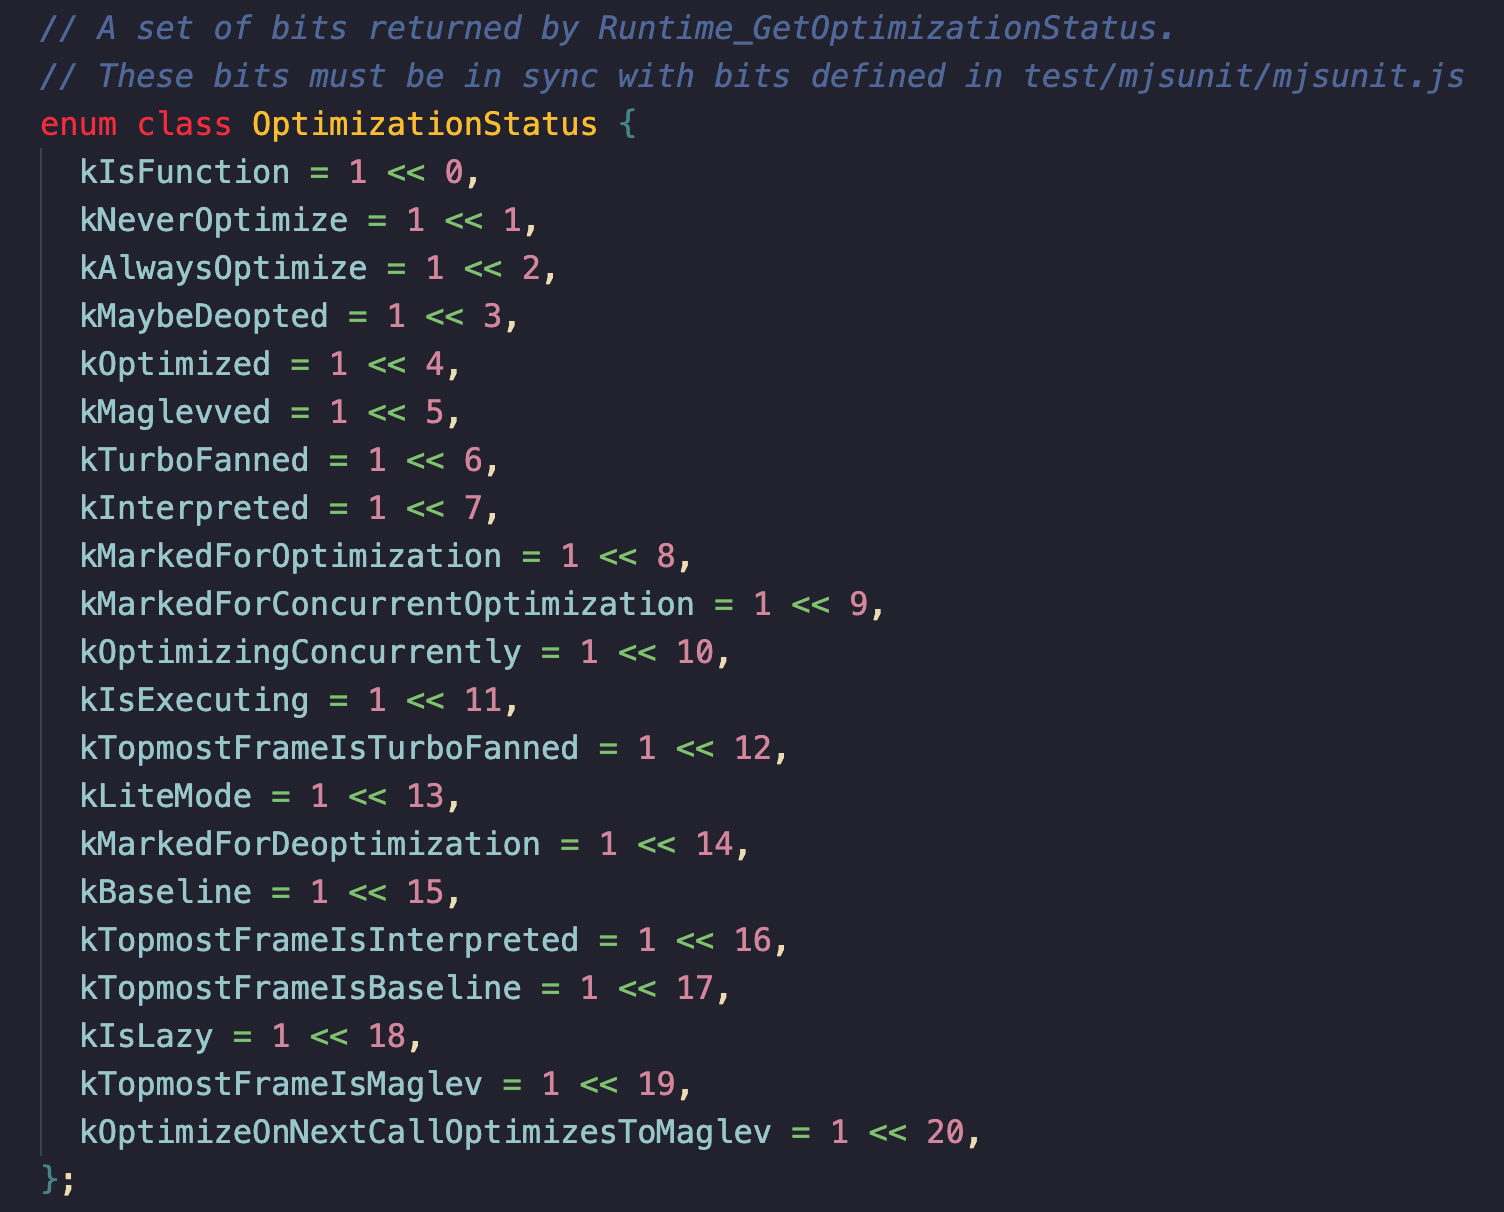 // A set of bits returned by Runtime_GetOptimizationStatus.
// These bits must be in sync with bits defined in test/mjsunit/mjsunit.js
enum class OptimizationStatus {
  kIsFunction = 1 << 0,
  kNeverOptimize = 1 << 1,
  kAlwaysOptimize = 1 << 2,
  kMaybeDeopted = 1 << 3,
  kOptimized = 1 << 4,
  kMaglevved = 1 << 5,
  kTurboFanned = 1 << 6,
  kInterpreted = 1 << 7,
  kMarkedForOptimization = 1 << 8,
  kMarkedForConcurrentOptimization = 1 << 9,
  kOptimizingConcurrently = 1 << 10,
  kIsExecuting = 1 << 11,
  kTopmostFrameIsTurboFanned = 1 << 12,
  kLiteMode = 1 << 13,
  kMarkedForDeoptimization = 1 << 14,
  kBaseline = 1 << 15,
  kTopmostFrameIsInterpreted = 1 << 16,
  kTopmostFrameIsBaseline = 1 << 17,
  kIsLazy = 1 << 18,
  kTopmostFrameIsMaglev = 1 << 19,
  kOptimizeOnNextCallOptimizesToMaglev = 1 << 20,
};